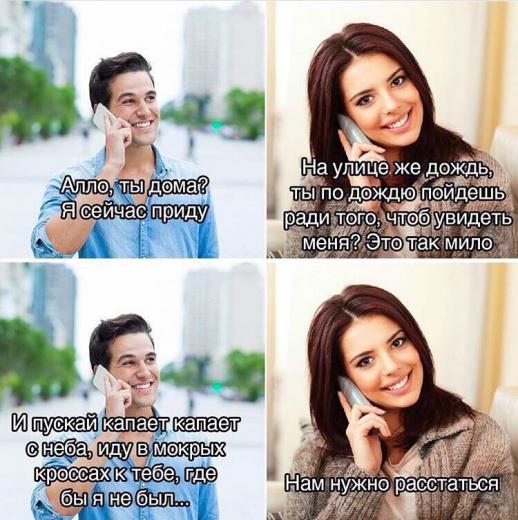 Алло, ты дома?
Я сейчас приду
На улице же дождь,
ты по дождю пойдешь
ради того, чтоб увидеть
меня? Это так мило
И пускай капает капает
с неба, иду в мокрых
кроссах к тебе, где
бы я не был...
Нам нужно расстаться